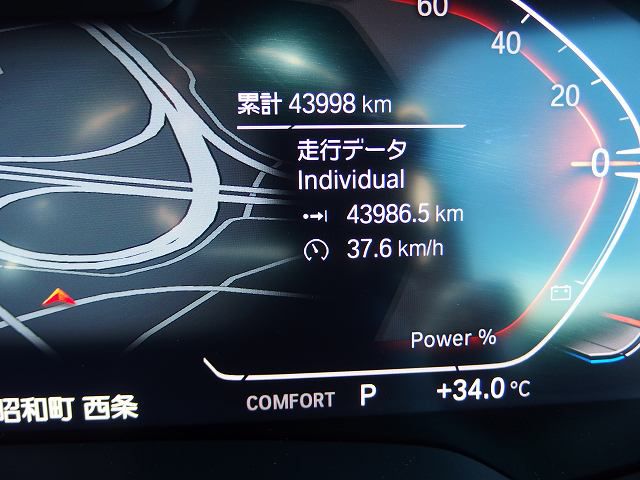 60
40
20
0
累計 43998 km
走行データ
Individual
43986.5 km
37.6 km/h
Power %
COMFORT P +34.0 °C
昭和町 西条